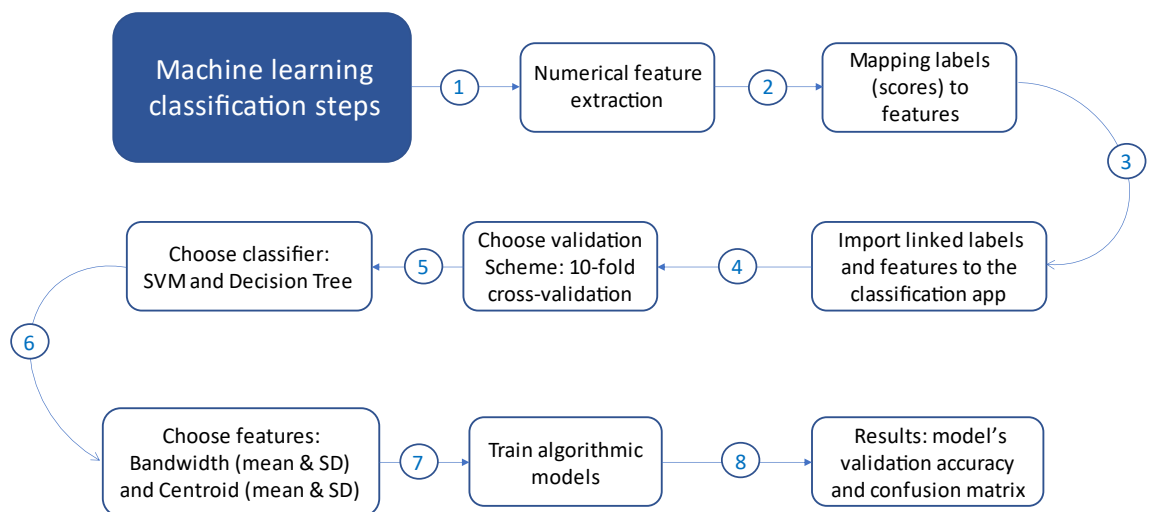 Machine learning
classification steps
1
Numerical feature
extraction
2
Mapping labels
(scores) to
features
3
Import linked labels
and features to the
classification app
4
Choose validation
Scheme: 10-fold
cross-validation
5
Choose classifier:
SVM and Decision Tree
6
Choose features:
Bandwidth (mean & SD)
and Centroid (mean & SD)
7
Train algorithmic
models
8
Results: model’s
validation accuracy
and confusion matrix